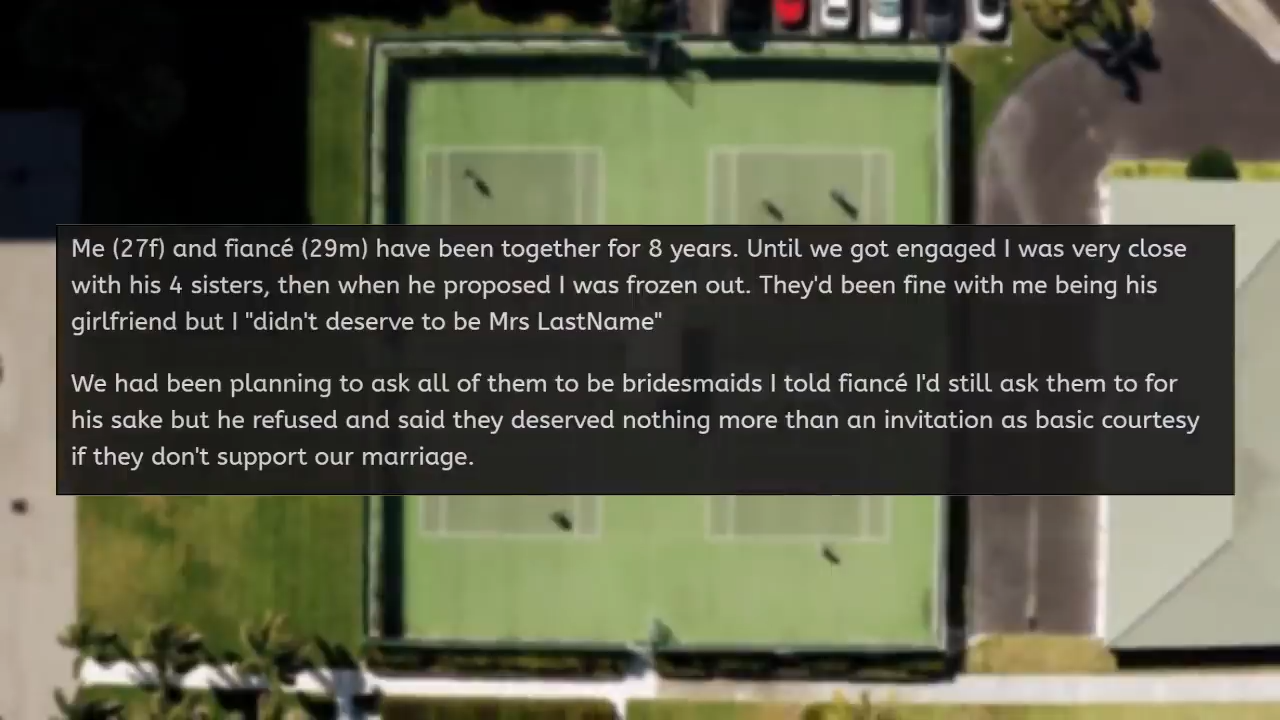 Me (27f) and fiancé (29m) have been together for 8 years. Until we got engaged I was very close
with his 4 sisters, then when he proposed I was frozen out. They'd been fine with me being his
girlfriend but I "didn't deserve to be Mrs LastName"
We had been planning to ask all of them to be bridesmaids I told fiancé I'd still ask them to for
his sake but he refused and said they deserved nothing more than an invitation as basic courtesy
if they don't support our marriage.